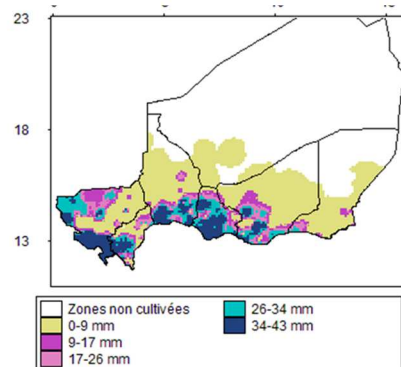 23
18
13
Zones non cultivées
0-9 mm
9-17 mm
17-26 mm
26-34 mm
34-43 mm